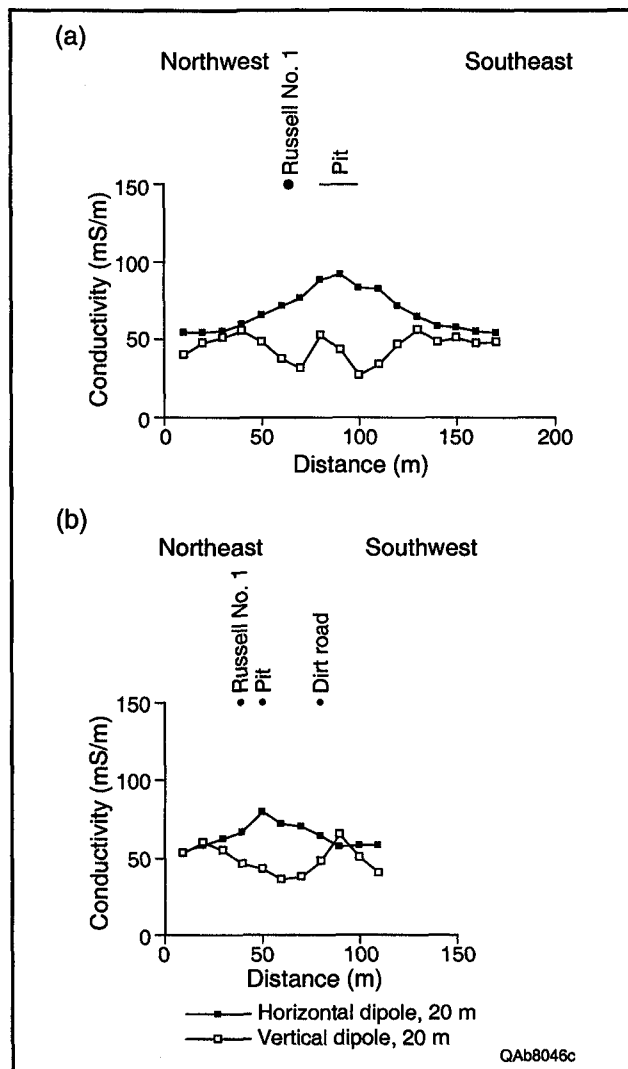 (a)
Northwest
Southeast
Russell No. 1
Pit
150
100
50
0
Conductivity (mS/m)
0
50
100
150
200
Distance (m)
(b)
Northeast
Southwest
Russell No. 1
Pit
Dirt road
150
100
50
0
Conductivity (mS/m)
0
50
100
150
Distance (m)
Horizontal dipole, 20 m
Vertical dipole, 20 m
QAb8046c